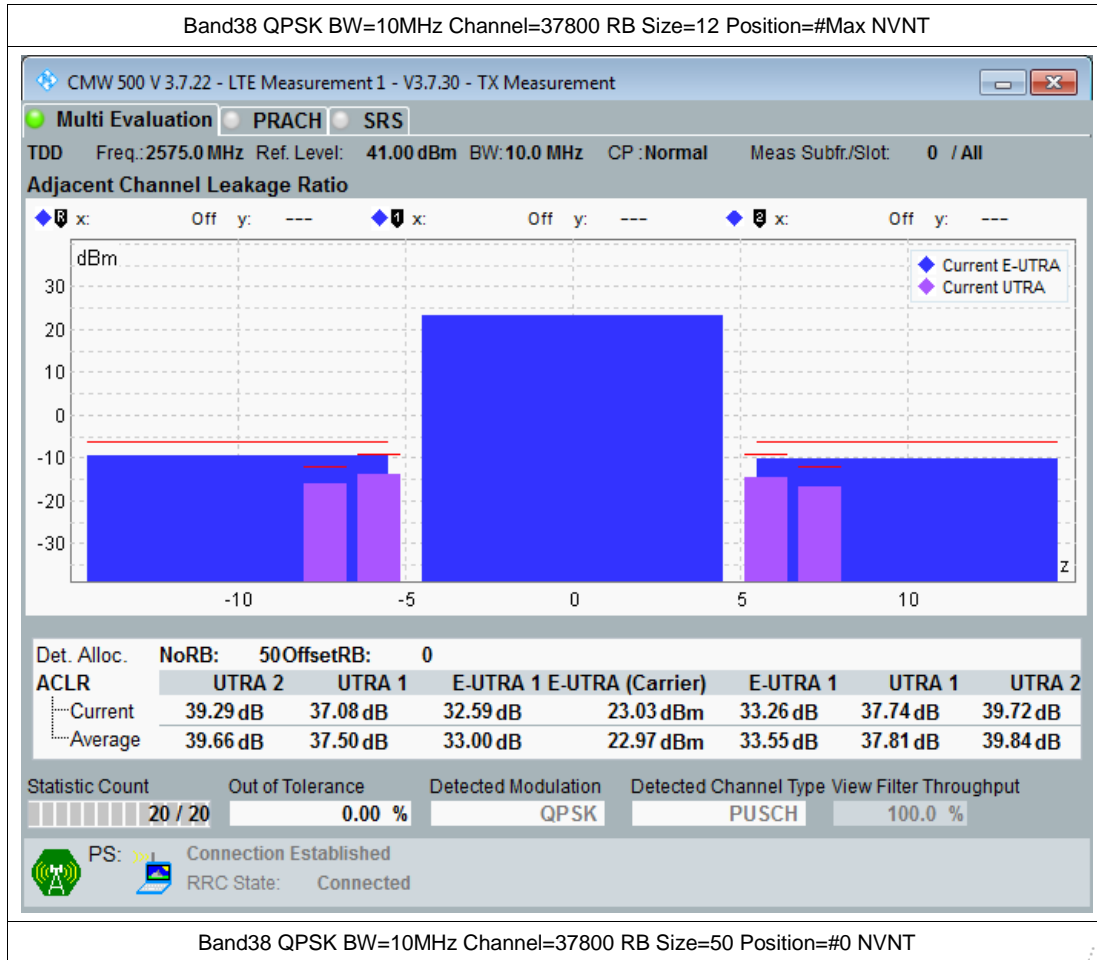 Band38 QPSK BW=10MHz Channel=37800 RB Size=12 Position=#Max NVNT
CMW 500 V 3.7.22 - LTE Measurement 1 - V3.7.30 - TX Measurement
Multi Evaluation PRACH SRS
TDD Freq.:2575.0 MHz Ref. Level: 41.00 dBm BW:10.0 MHz CP :Normal Meas Subfr./Slot: 0 / All
Adjacent Channel Leakage Ratio
R x: Off y: --- 1 x: Off y: --- 2 x: Off y: ---
dBm
Current E-UTRA
Current UTRA
30
20
10
0
-10
-20
-30
z
-10 -5 0 5 10
Det. Alloc. NoRB: 50 OffsetRB: 0
ACLR UTRA 2 UTRA 1 E-UTRA 1 E-UTRA (Carrier) E-UTRA 1 UTRA 1 UTRA 2
Current 39.29 dB 37.08 dB 32.59 dB 23.03 dBm 33.26 dB 37.74 dB 39.72 dB
Average 39.66 dB 37.50 dB 33.00 dB 22.97 dBm 33.55 dB 37.81 dB 39.84 dB
Statistic Count Out of Tolerance Detected Modulation Detected Channel Type View Filter Throughput
20 / 20 0.00 % QPSK PUSCH 100.0 %
PS: Connection Established
RRC State: Connected
Band38 QPSK BW=10MHz Channel=37800 RB Size=50 Position=#0 NVNT